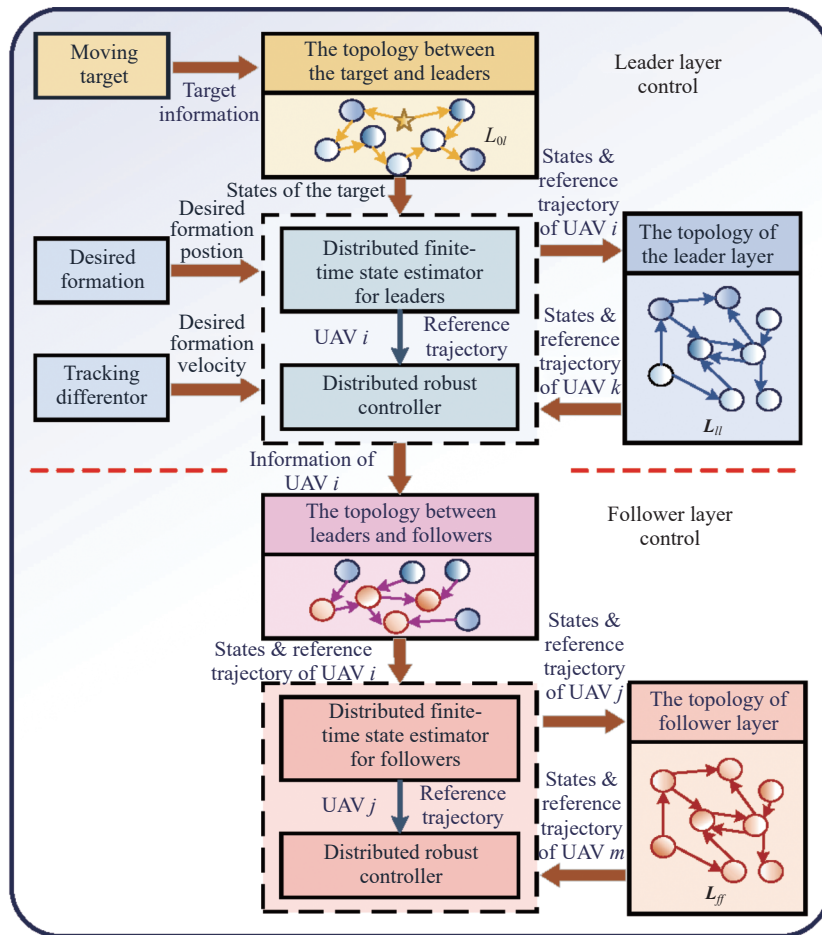 Moving
target
Target
information
The topology between
the target and leaders
L0l
Leader layer
control
States of the target
Desired
formation
postion
Desired
formation
Desired
formation
velocity
Tracking
differentor
Distributed finite-
time state estimator
for leaders
UAV i
Reference
trajectory
Distributed robust
controller
States &
reference
trajectory
of UAV i
The topology of
the leader layer
States &
reference
trajectory
of UAV k
Lll
Information of
UAV i
Follower layer
control
The topology between
leaders and followers
States & reference
trajectory of UAV i
Distributed finite-
time state estimator
for followers
UAV j
Reference
trajectory
Distributed robust
controller
States &
reference
trajectory
of UAV j
The topology of
follower layer
States &
reference
trajectory
of UAV m
Lff